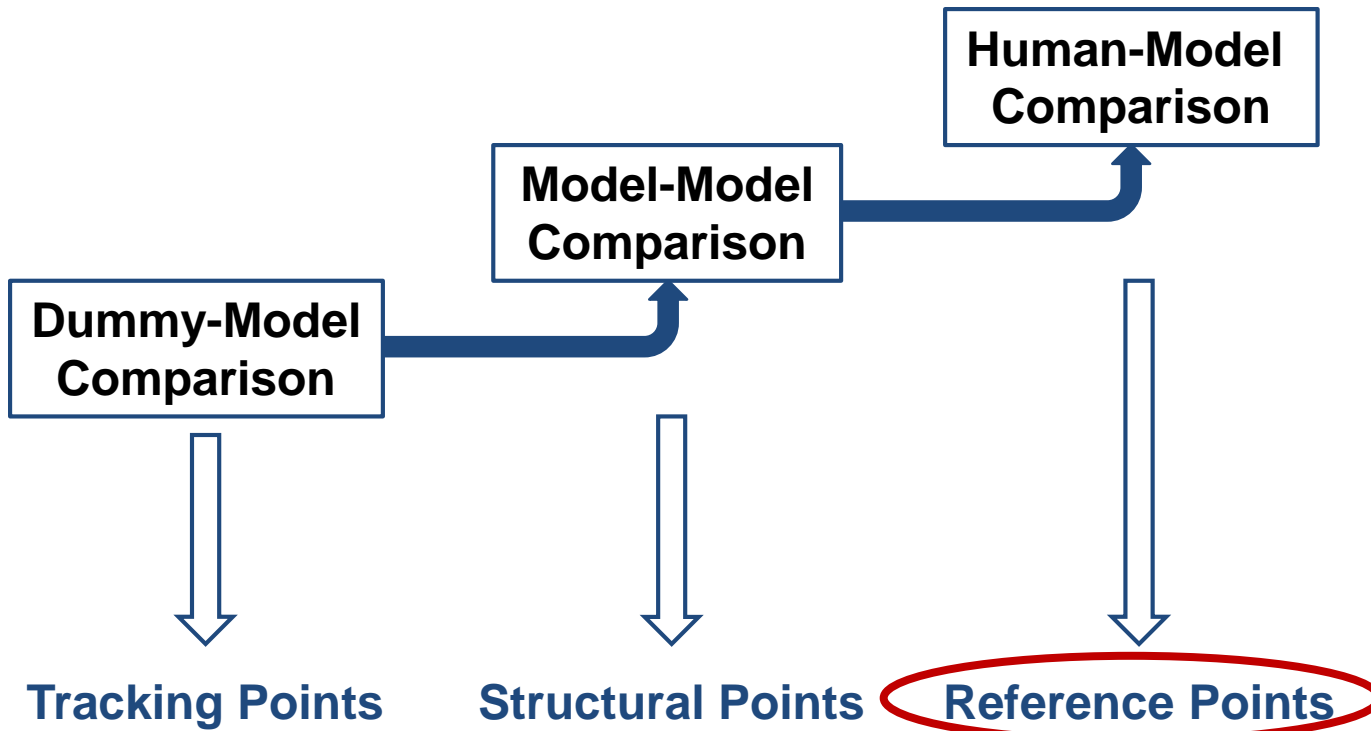 Human-Model
Comparison
Model-Model
Comparison
Dummy-Model
Comparison
Tracking Points
Structural Points
Reference Points